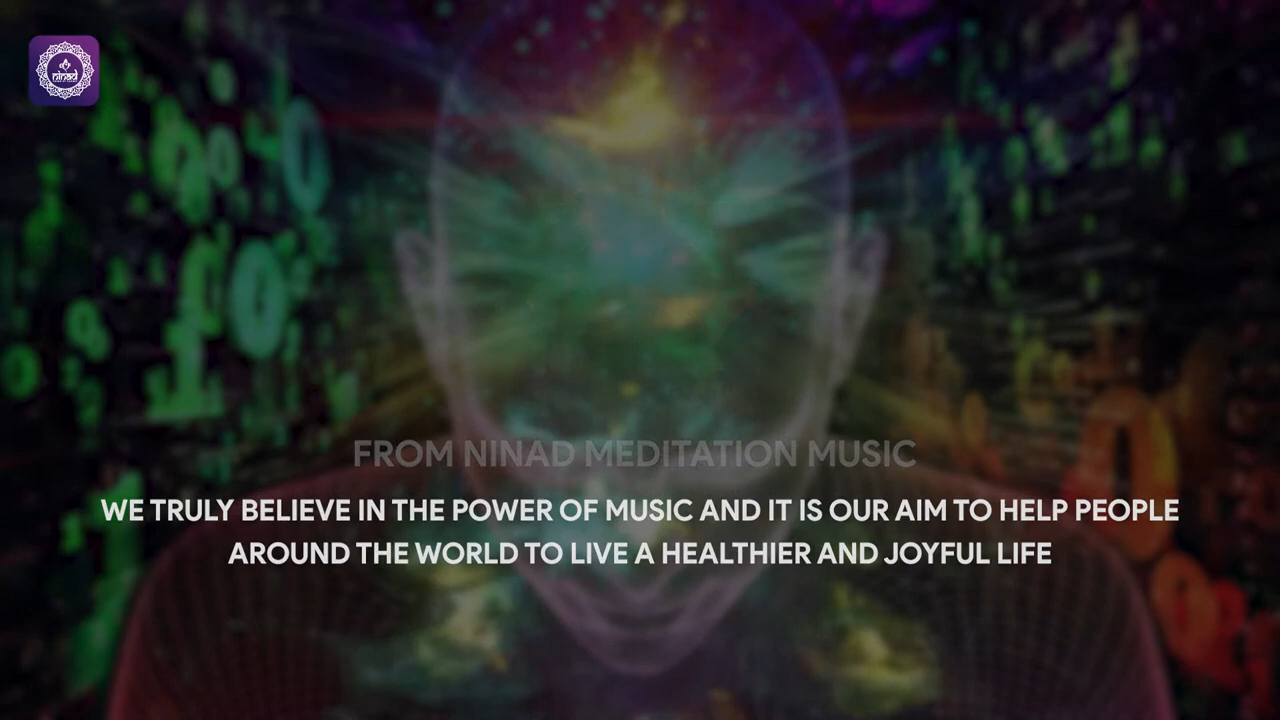 ninad
FROM NINAD MEDITATION MUSIC
WE TRULY BELIEVE IN THE POWER OF MUSIC AND IT IS OUR AIM TO HELP PEOPLE
AROUND THE WORLD TO LIVE A HEALTHIER AND JOYFUL LIFE